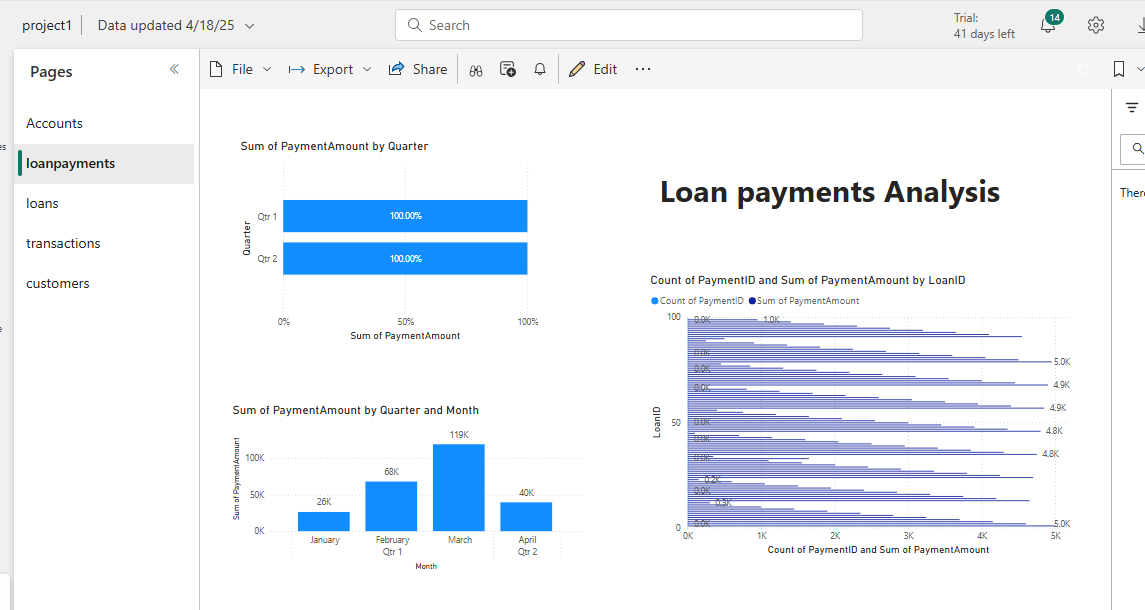 project1 Data updated 4/18/25
Search
Trial:
41 days left
14
Pages
File Export Share Edit
Accounts
loanpayments
loans
transactions
customers
Sum of PaymentAmount by Quarter
Quarter
Qtr 1 100.00%
Qtr 2 100.00%
0% 50% 100%
Sum of PaymentAmount
Loan payments Analysis
Sum of PaymentAmount by Quarter and Month
Sum of PaymentAmount
100K
50K
0K
26K
68K
119K
40K
January February March April
Qtr 1 Qtr 2
Month
Count of PaymentID and Sum of PaymentAmount by LoanID
Count of PaymentID Sum of PaymentAmount
LoanID
100
50
0
0.0K 1.0K
0.0K 5.0K
0.0K 4.9K
0.0K 4.9K
0.0K 4.8K
0.0K 4.8K
0.0K
0.2K
0.0K
0.3K
0.0K 5.0K
0K 1K 2K 3K 4K 5K
Count of PaymentID and Sum of PaymentAmount
Ther